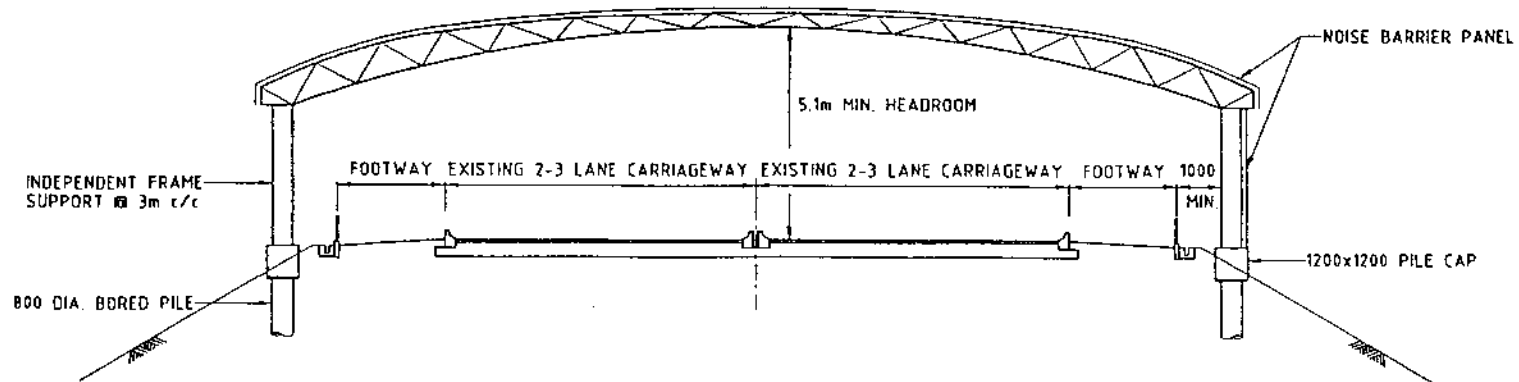 NOISE BARRIER PANEL
5.1m MIN. HEADROOM
FOOTWAY EXISTING 2-3 LANE CARRIAGEWAY EXISTING 2-3 LANE CARRIAGEWAY FOOTWAY 1000
MIN.
INDEPENDENT FRAME
SUPPORT @ 3m c/c
1200x1200 PILE CAP
800 DIA. BORED PILE